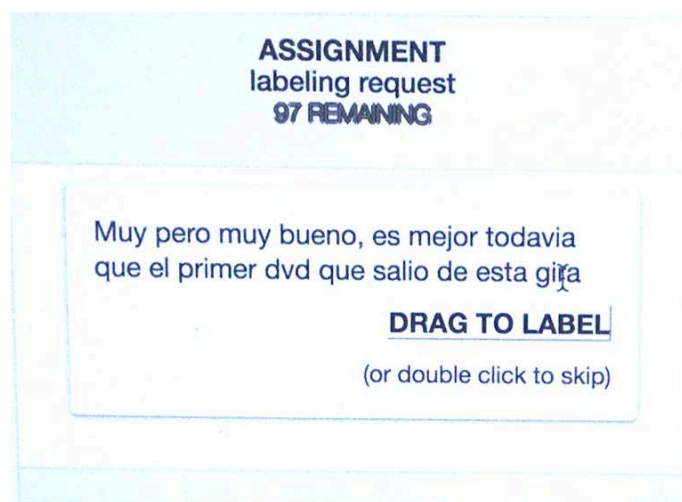 ASSIGNMENT
labeling request
97 REMAINING
Muy pero muy bueno, es mejor todavia
que el primer dvd que salio de esta gira
DRAG TO LABEL
(or double click to skip)